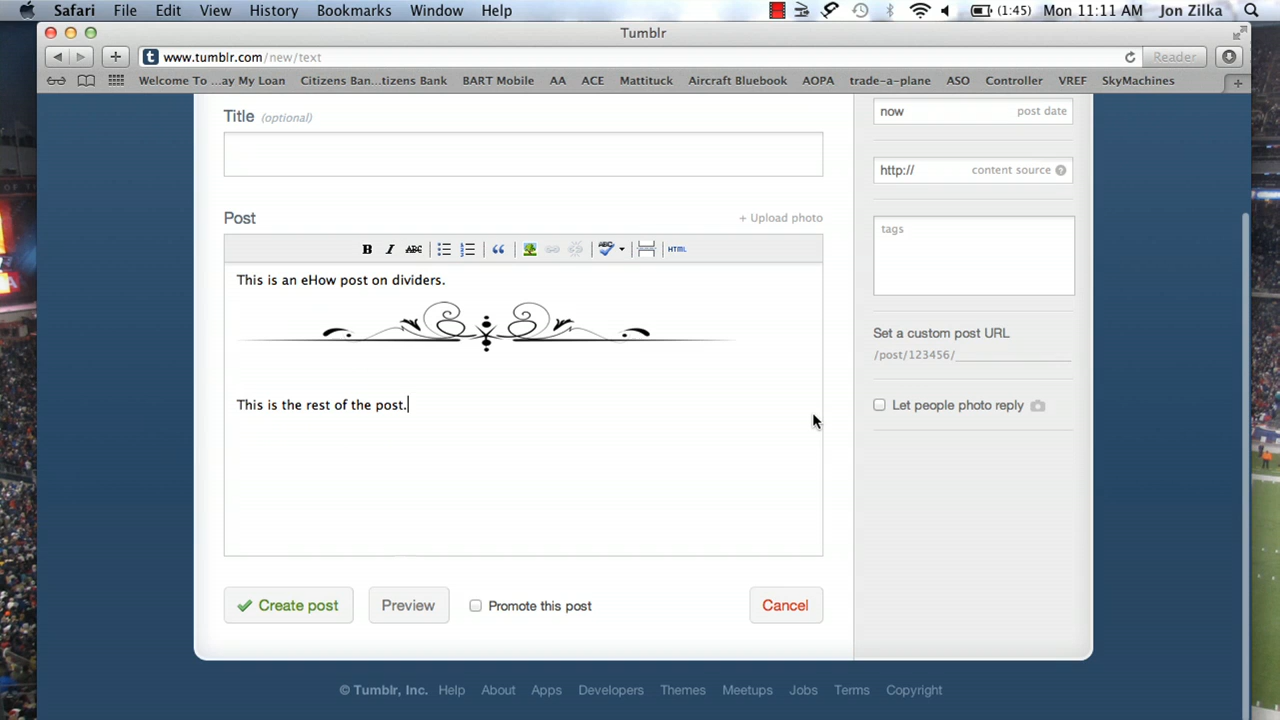 Safari File Edit View History Bookmarks Window Help (1:45) Mon 11:11 AM Jon Zilka
Tumblr
www.tumblr.com/new/text Reader
Welcome To ...ay My Loan Citizens Ban...tizens Bank BART Mobile AA ACE Mattituck Aircraft Bluebook AOPA trade-a-plane ASO Controller VREF SkyMachines
Title (optional)
now post date
http:// content source ?
Post + Upload photo
tags
B I ABC “ ABC HTML
This is an eHow post on dividers.
Set a custom post URL
/post/123456/
This is the rest of the post.
Let people photo reply
Create post Preview Promote this post Cancel
© Tumblr, Inc. Help About Apps Developers Themes Meetups Jobs Terms Copyright